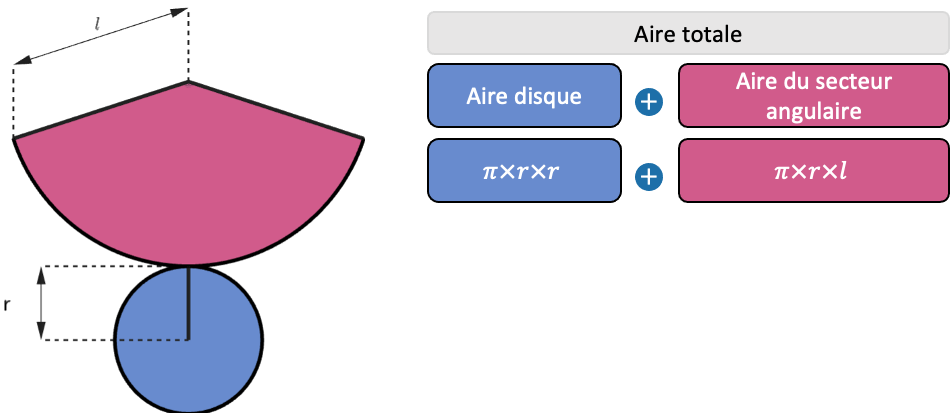 l
Aire totale
Aire disque
+
Aire du secteur
angulaire
π×r×r
+
π×r×l
r